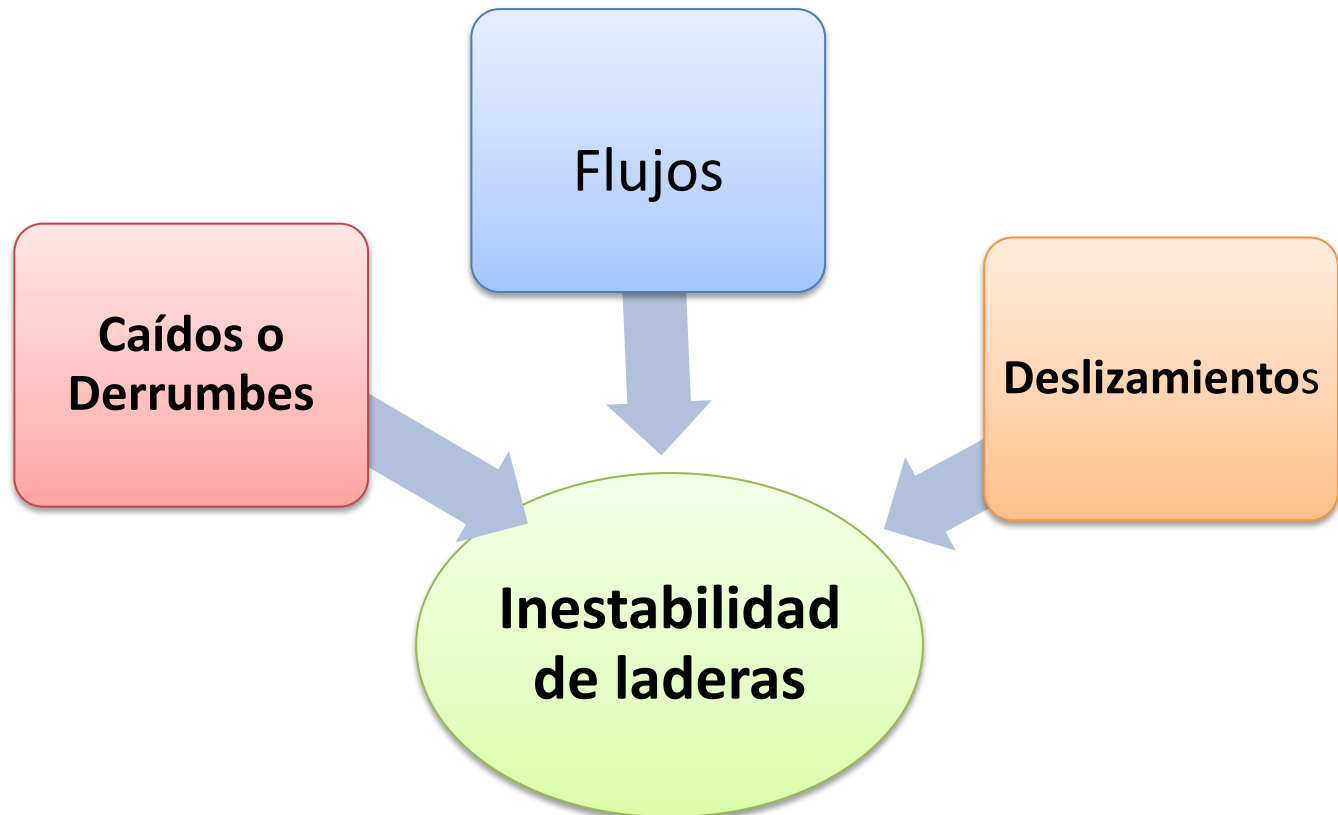 Flujos
Caídos o
Derrumbes
Deslizamientos
Inestabilidad
de laderas